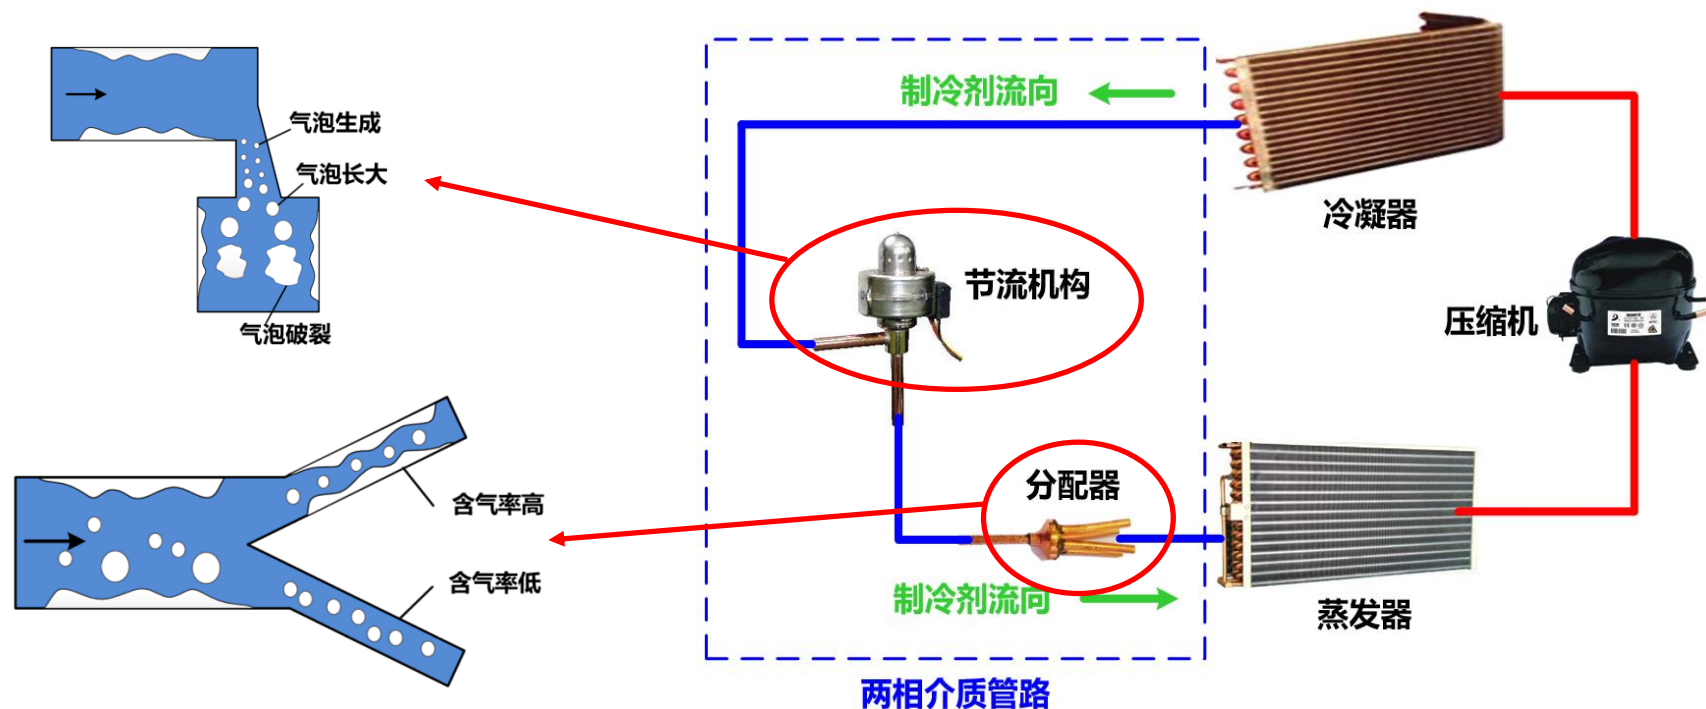 气泡生成
气泡长大
气泡破裂
含气率高
含气率低
制冷剂流向
冷凝器
节流机构
压缩机
分配器
制冷剂流向
蒸发器
两相介质管路